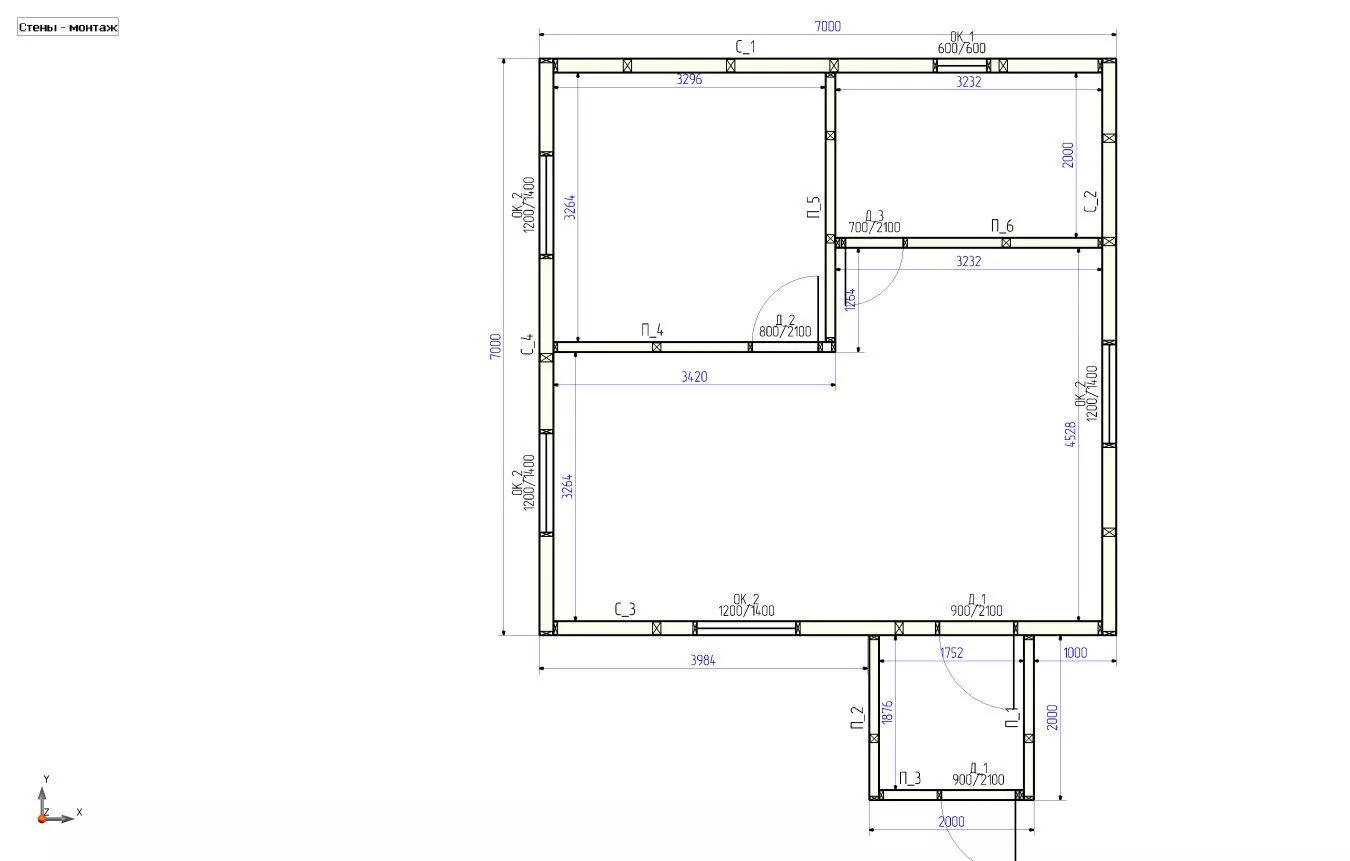 Стены - монтаж
7000
С_1
ОК_1
600/600
3296
3232
2000
3264
ОК_2
1200/1400
П_5
С_2
Д_3
700/2100
П_6
3232
1264
7000
С_4
П_4
Д_2
800/2100
3420
ОК_2
1200/1400
4528
ОК_2
1200/1400
3264
С_3
ОК_2
1200/1400
Д_1
900/2100
3984
1752
1000
П_2
1876
П_1
2000
П_3
Д_1
900/2100
2000
Y
Z
X